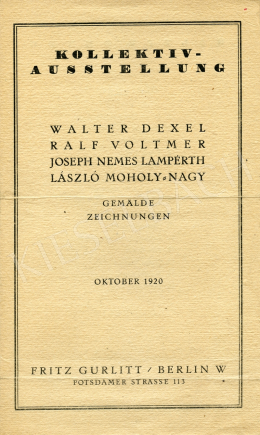 KOLLEKTIV-
AUSSTELLUNG
WALTER DEXEL
RALF VOLTMER
JOSEPH NEMES LAMPÉRTH
LÁSZLÓ MOHOLY-NAGY
GEMÄLDE
ZEICHNUNGEN
OKTOBER 1920
FRITZ GURLITT / BERLIN W
POTSDAMER STRASSE 113